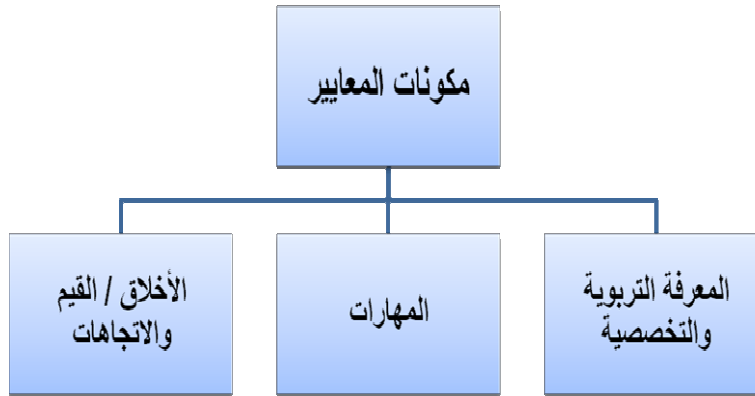 مكونات المعايير
المعرفة التربوية
والتخصصية
المهارات
الأخلاق / القيم
والاتجاهات